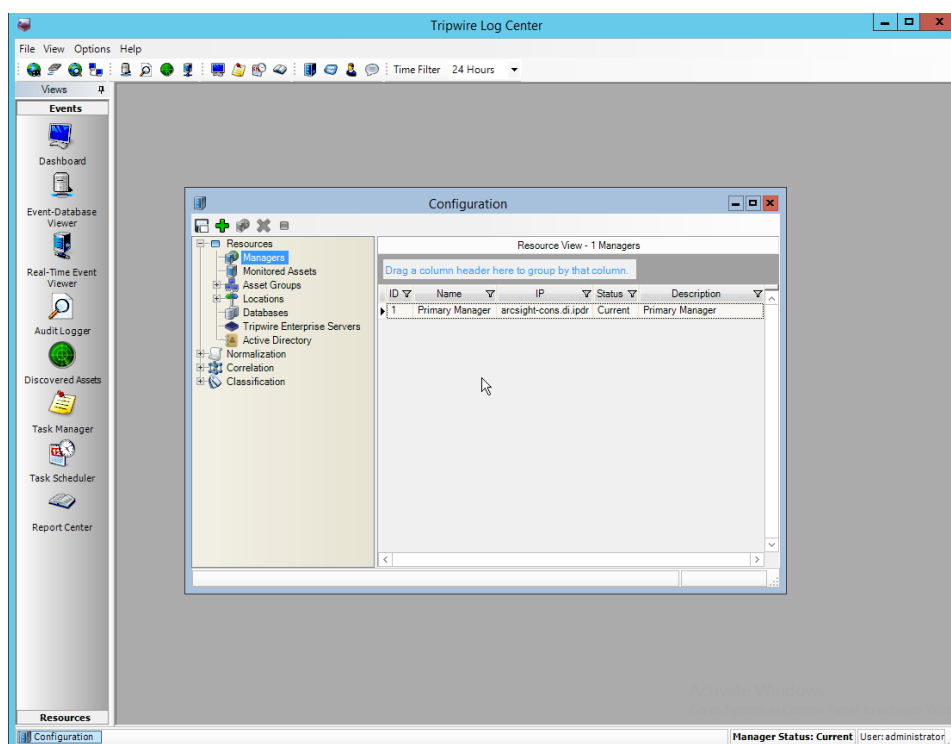 Tripwire Log Center
File View Options Help
Time Filter 24 Hours
Views
Events
Dashboard
Event-Database
Viewer
Real-Time Event
Viewer
Audit Logger
Discovered Assets
Task Manager
Task Scheduler
Report Center
Resources
Configuration
Resources
Managers
Monitored Assets
Asset Groups
Locations
Databases
Tripwire Enterprise Servers
Active Directory
Normalization
Correlation
Classification
Resource View - 1 Managers
Drag a column header here to group by that column.
ID Name IP Status Description
1 Primary Manager arcsight-cons.di.ipdr Current Primary Manager
Activate Windows
Configuration
Manager Status: Current User: administrator